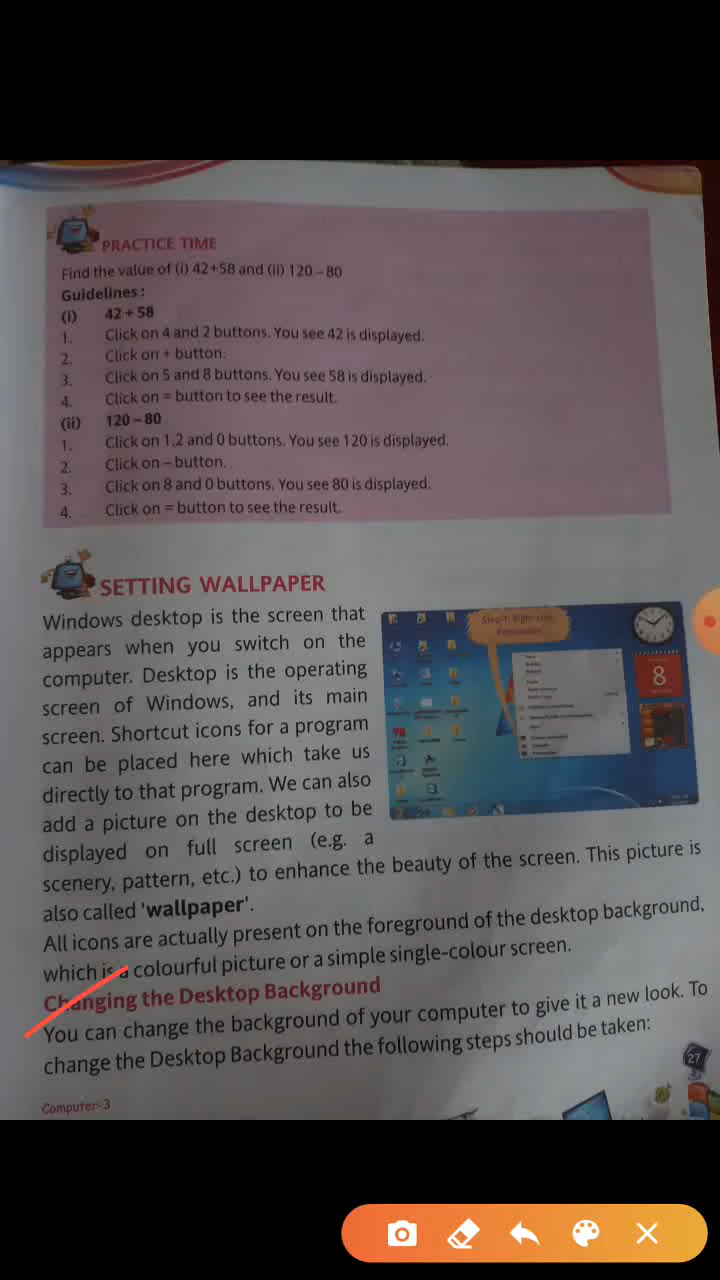 PRACTICE TIME
Find the value of (i) 42+58 and (ii) 120 – 80
Guidelines :
(i) 42 + 58
1. Click on 4 and 2 buttons. You see 42 is displayed.
2. Click on + button.
3. Click on 5 and 8 buttons. You see 58 is displayed.
4. Click on = button to see the result.
(ii) 120 – 80
1. Click on 1,2 and 0 buttons. You see 120 is displayed.
2. Click on – button.
3. Click on 8 and 0 buttons. You see 80 is displayed.
4. Click on = button to see the result.
SETTING WALLPAPER
Windows desktop is the screen that
appears when you switch on the
computer. Desktop is the operating
screen of Windows, and its main
screen. Shortcut icons for a program
can be placed here which take us
directly to that program. We can also
add a picture on the desktop to be
displayed on full screen (e.g. a
scenery, pattern, etc.) to enhance the beauty of the screen. This picture is
also called 'wallpaper'.
All icons are actually present on the foreground of the desktop background,
which is a colourful picture or a simple single-colour screen.
Changing the Desktop Background
You can change the background of your computer to give it a new look. To
change the Desktop Background the following steps should be taken:
Step-1: Right-click
8
27
Computer-3